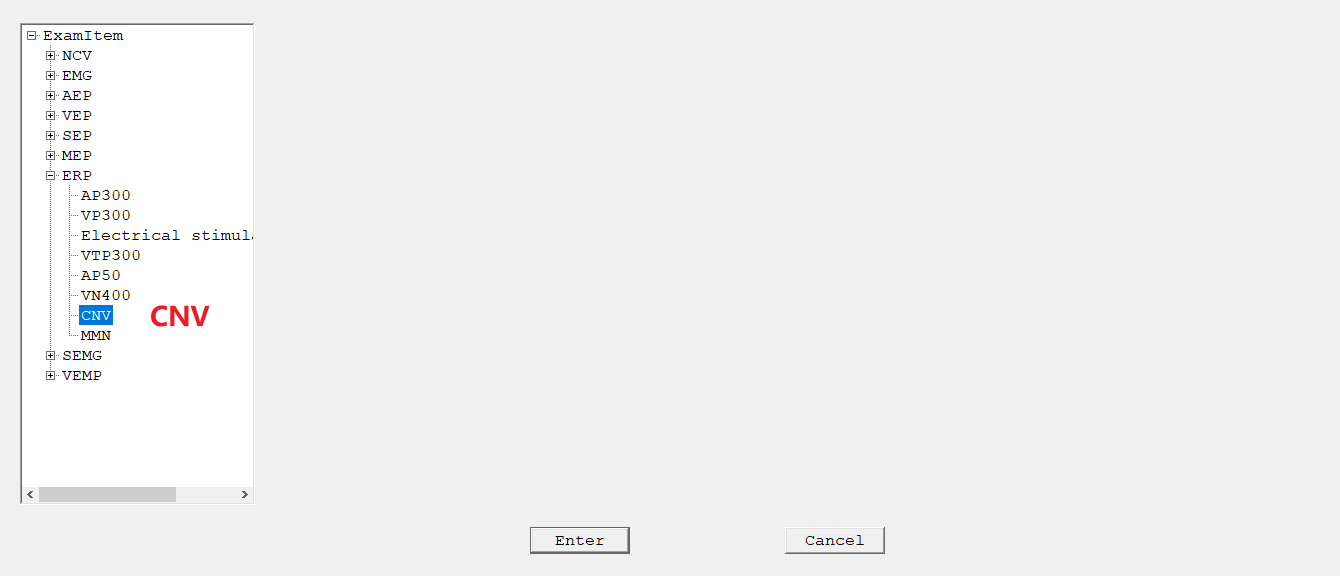 ExamItem
NCV
EMG
AEP
VEP
SEP
MEP
ERP
AP300
VP300
Electrical
VTP300
AP50
VN400
CNV CNV
MMN
SEMG
VEMP
Enter Cancel